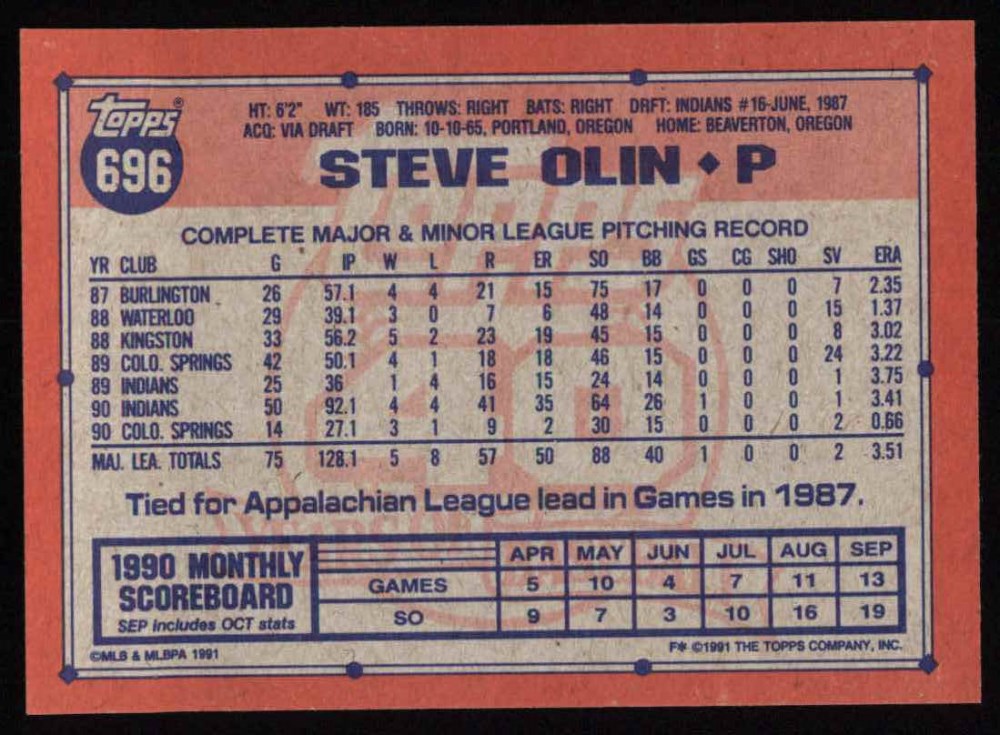 Topps®
696
HT: 6'2" WT: 185 THROWS: RIGHT BATS: RIGHT DRFT: INDIANS #16-JUNE, 1987
ACQ: VIA DRAFT BORN: 10-10-65, PORTLAND, OREGON HOME: BEAVERTON, OREGON
STEVE OLIN ◆ P
COMPLETE MAJOR & MINOR LEAGUE PITCHING RECORD
YR CLUB G IP W L R ER SO BB GS CG SHO SV ERA
87 BURLINGTON 26 57.1 4 4 21 15 75 17 0 0 0 7 2.35
88 WATERLOO 29 39.1 3 0 7 6 48 14 0 0 0 15 1.37
88 KINGSTON 33 56.2 5 2 23 19 45 15 0 0 0 8 3.02
89 COLO. SPRINGS 42 50.1 4 1 18 18 46 15 0 0 0 24 3.22
89 INDIANS 25 36 1 4 16 15 24 14 0 0 0 1 3.75
90 INDIANS 50 92.1 4 4 41 35 64 26 1 0 0 1 3.41
90 COLO. SPRINGS 14 27.1 3 1 9 2 30 15 0 0 0 2 0.66
MAJ. LEA. TOTALS 75 128.1 5 8 57 50 88 40 1 0 0 2 3.51
Tied for Appalachian League lead in Games in 1987.
1990 MONTHLY
SCOREBOARD
SEP includes OCT stats
APR MAY JUN JUL AUG SEP
GAMES 5 10 4 7 11 13
SO 9 7 3 10 16 19
©MLB & MLBPA 1991
F* ©1991 THE TOPPS COMPANY, INC.